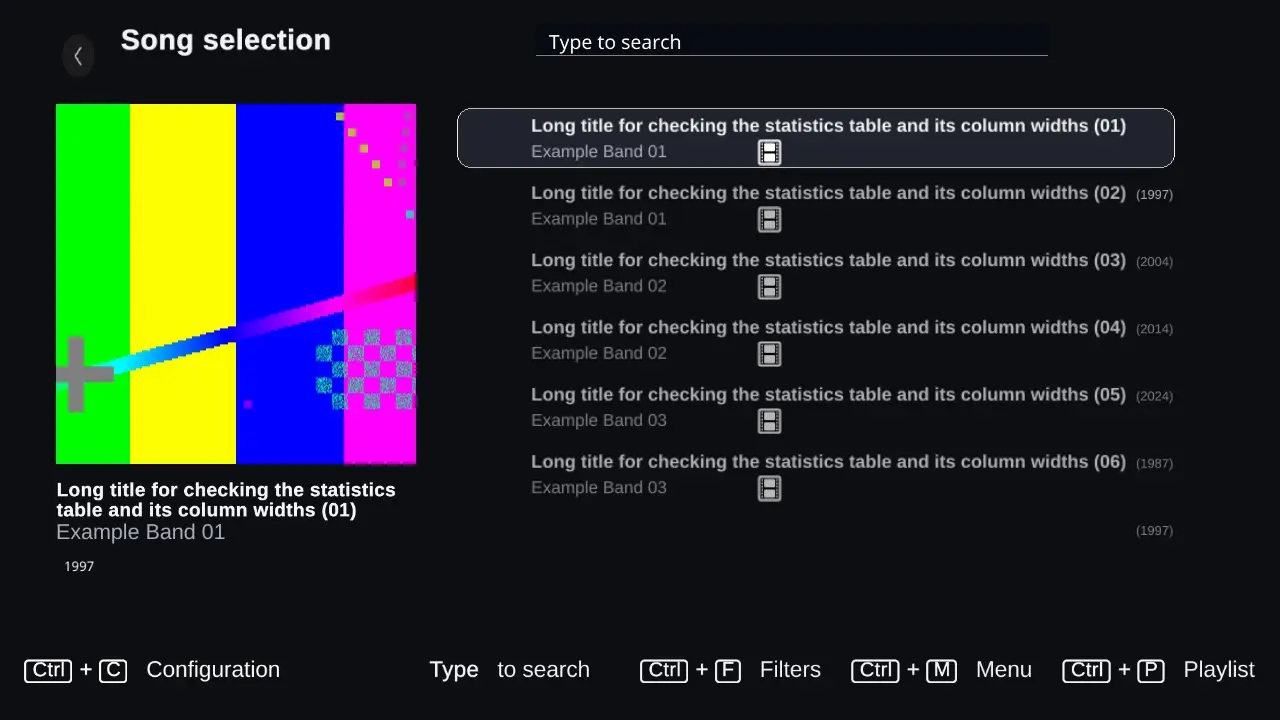 Song selection
Type to search
Long title for checking the statistics table and its column widths (01)
Example Band 01
Long title for checking the statistics table and its column widths (02) (1997)
Example Band 01
Long title for checking the statistics table and its column widths (03) (2004)
Example Band 02
Long title for checking the statistics table and its column widths (04) (2014)
Example Band 02
Long title for checking the statistics table and its column widths (05) (2024)
Example Band 03
Long title for checking the statistics table and its column widths (06) (1987)
Example Band 03
(1997)
Long title for checking the statistics
table and its column widths (01)
Example Band 01
1997
Ctrl + C Configuration Type to search Ctrl + F Filters Ctrl + M Menu Ctrl + P Playlist